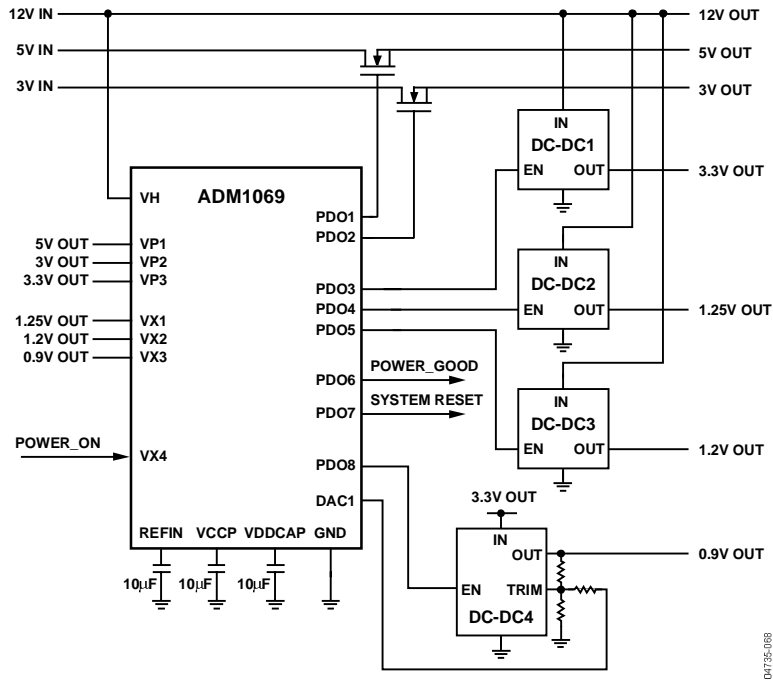 12V IN
12V OUT
5V IN
5V OUT
3V IN
3V OUT
IN
DC-DC1
EN OUT
3.3V OUT
ADM1069
VH
PDO1
PDO2
5V OUT
VP1
3V OUT
VP2
3.3V OUT
VP3
IN
DC-DC2
PDO3
PDO4
EN OUT
1.25V OUT
PDO5
1.25V OUT
VX1
1.2V OUT
VX2
0.9V OUT
VX3
PDO6
POWER_GOOD
PDO7
SYSTEM RESET
IN
DC-DC3
EN OUT
1.2V OUT
POWER_ON
VX4
PDO8
DAC1
3.3V OUT
REFIN VCCP VDDCAP GND
10μF
10μF
10μF
IN
OUT
0.9V OUT
EN TRIM
DC-DC4
04735-068